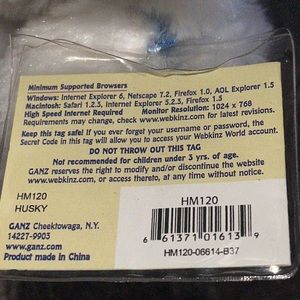 Minimum Supported Browsers
Windows: Internet Explorer 6, Netscape 7.2, Firefox 1.0, AOL Explorer 1.5
Macintosh: Safari 1.2.3, Internet Explorer 5.2.3, Firefox 1.5
High Speed Internet Required Monitor Resolution: 1024 x 768
Requirements may change, check www.webkinz.com for latest revisions.
Keep this tag safe! If you ever forget your username or password, the
Secret Code in this tag will allow you to access your Webkinz World account.
DO NOT THROW OUT THIS TAG
Not recommended for children under 3 yrs. of age.
GANZ reserves the right to modify and/or discontinue the website
www.webkinz.com, or access thereto, at any time without notice.
HM120
HUSKY
GANZ Cheektowaga, N.Y.
14227-9903
www.ganz.com
Product made in China
HM120
6 61371 01613 9
HM120-06614-B37